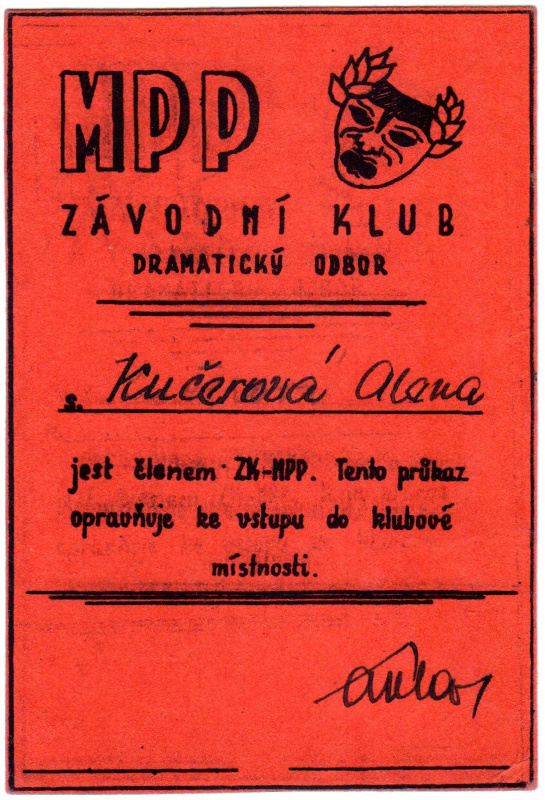 MPP
ZÁVODNÍ KLUB
DRAMATICKÝ ODBOR
s. Kučerová Alena
jest členem ZK-MPP. Tento průkaz
opravňuje ke vstupu do klubové
místnosti.